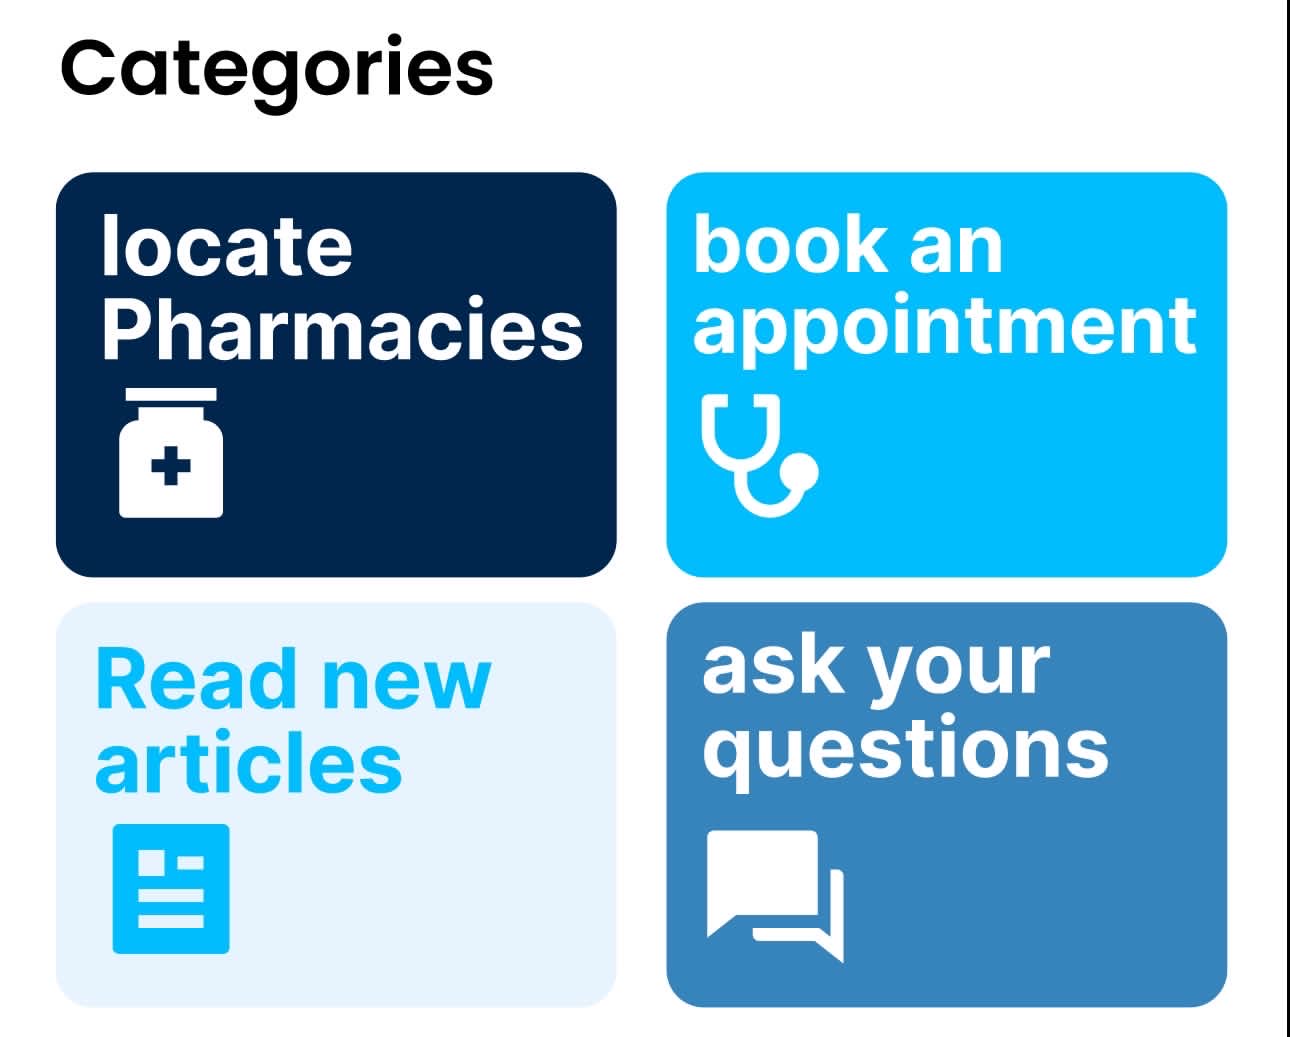 Categories
locate
Pharmacies
book an
appointment
Read new
articles
ask your
questions